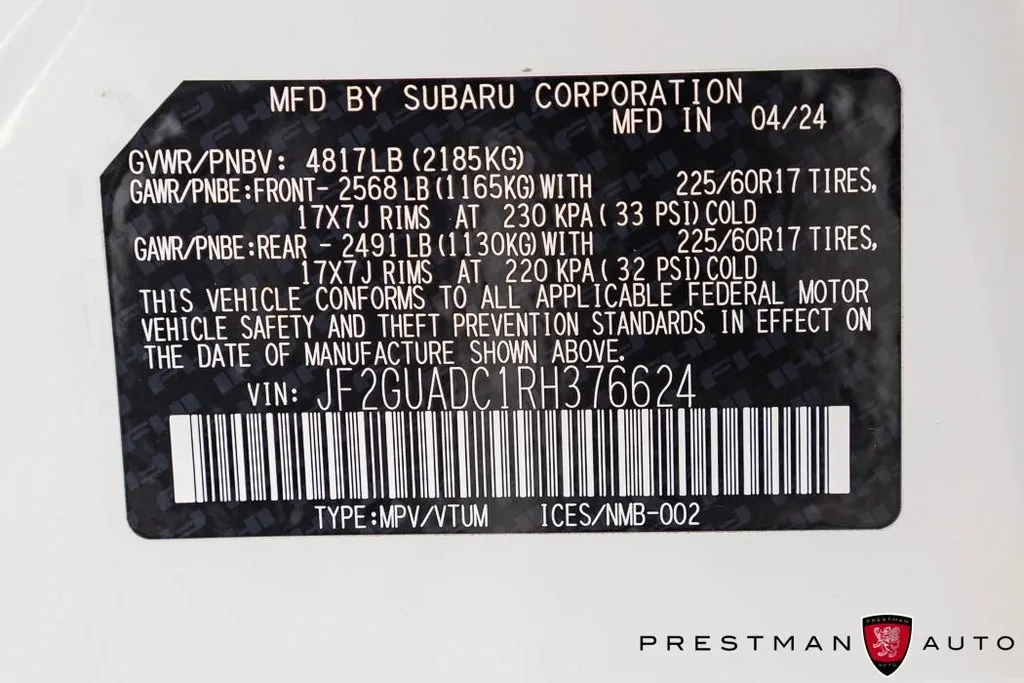 MFD BY SUBARU CORPORATION
MFD IN 04/24
GVWR/PNBV: 4817LB (2185KG)
GAWR/PNBE:FRONT- 2568 LB (1165KG) WITH 225/60R17 TIRES,
17X7J RIMS AT 230 KPA ( 33 PSI) COLD
GAWR/PNBE:REAR - 2491 LB (1130KG) WITH 225/60R17 TIRES,
17X7J RIMS AT 220 KPA ( 32 PSI) COLD
THIS VEHICLE CONFORMS TO ALL APPLICABLE FEDERAL MOTOR
VEHICLE SAFETY AND THEFT PREVENTION STANDARDS IN EFFECT ON
THE DATE OF MANUFACTURE SHOWN ABOVE.
VIN: JF2GUADC1RH376624
TYPE:MPV/VTUM ICES/NMB-002
PRESTMAN
PRESTMAN AUTO